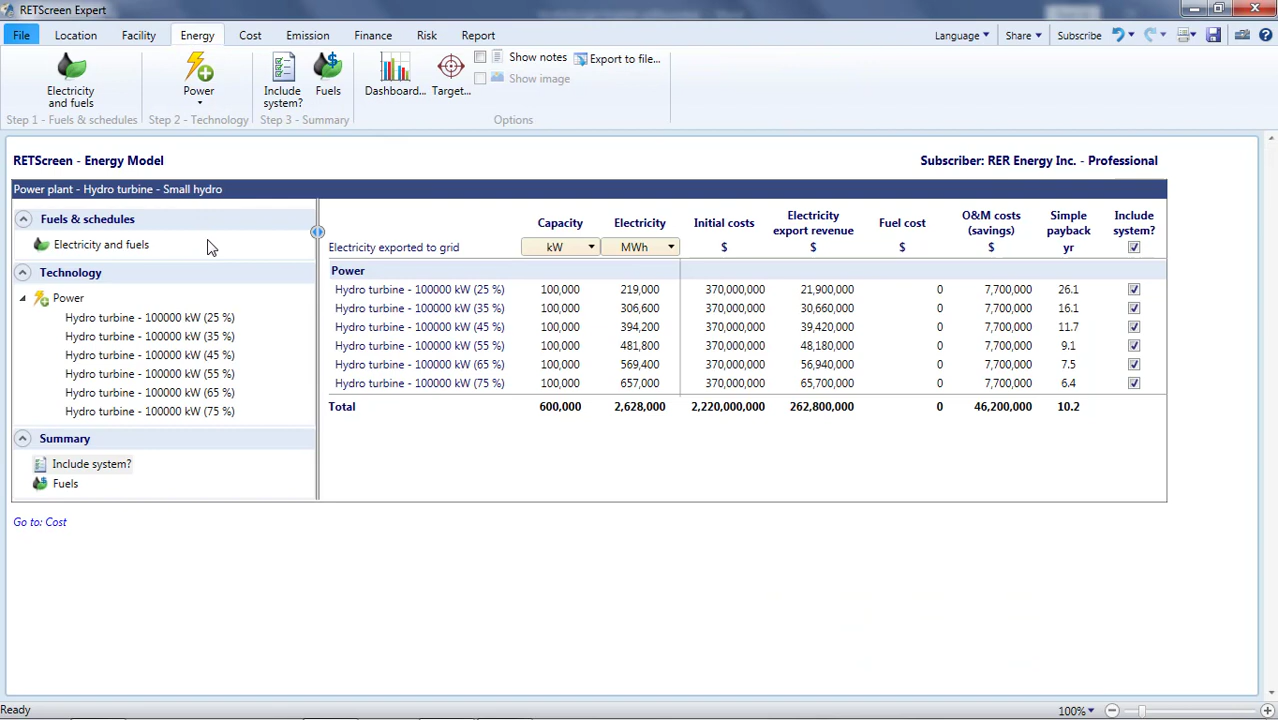 RETScreen Expert
File Location Facility Energy Cost Emission Finance Risk Report Language Share Subscribe
Show notes Export to file...
Show image
Electricity and fuels Power Include system? Fuels Dashboard... Target...
Step 1 - Fuels & schedules Step 2 - Technology Step 3 - Summary Options
RETScreen - Energy Model Subscriber: RER Energy Inc. - Professional
Power plant - Hydro turbine - Small hydro
Fuels & schedules
Electricity and fuels
Technology
Power
Hydro turbine - 100000 kW (25 %)
Hydro turbine - 100000 kW (35 %)
Hydro turbine - 100000 kW (45 %)
Hydro turbine - 100000 kW (55 %)
Hydro turbine - 100000 kW (65 %)
Hydro turbine - 100000 kW (75 %)
Summary
Include system?
Fuels
Capacity Electricity Initial costs Electricity export revenue Fuel cost O&M costs (savings) Simple payback Include system?
Electricity exported to grid kW MWh $ $ $ $ yr
Power
Hydro turbine - 100000 kW (25 %) 100,000 219,000 370,000,000 21,900,000 0 7,700,000 26.1
Hydro turbine - 100000 kW (35 %) 100,000 306,600 370,000,000 30,660,000 0 7,700,000 16.1
Hydro turbine - 100000 kW (45 %) 100,000 394,200 370,000,000 39,420,000 0 7,700,000 11.7
Hydro turbine - 100000 kW (55 %) 100,000 481,800 370,000,000 48,180,000 0 7,700,000 9.1
Hydro turbine - 100000 kW (65 %) 100,000 569,400 370,000,000 56,940,000 0 7,700,000 7.5
Hydro turbine - 100000 kW (75 %) 100,000 657,000 370,000,000 65,700,000 0 7,700,000 6.4
Total 600,000 2,628,000 2,220,000,000 262,800,000 0 46,200,000 10.2
Go to: Cost
Ready 100%